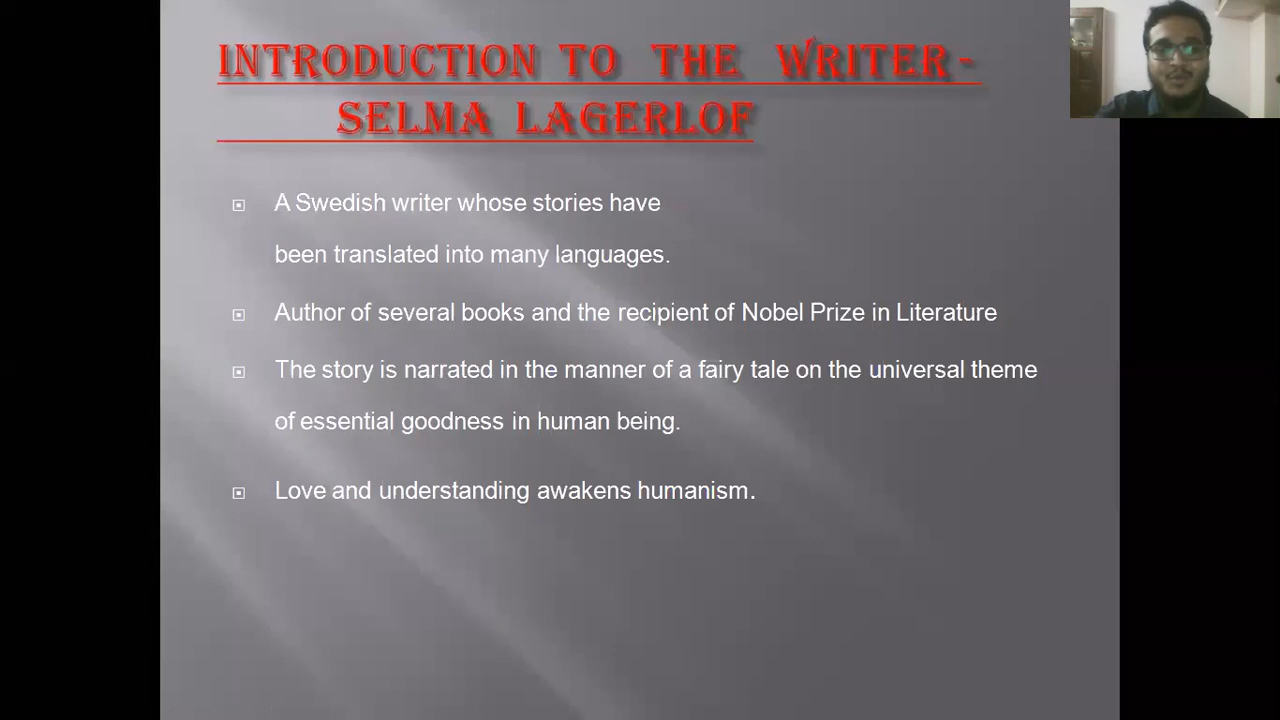 INTRODUCTION TO THE WRITER-
SELMA LAGERLOF
A Swedish writer whose stories have
been translated into many languages.
Author of several books and the recipient of Nobel Prize in Literature
The story is narrated in the manner of a fairy tale on the universal theme
of essential goodness in human being.
Love and understanding awakens humanism.